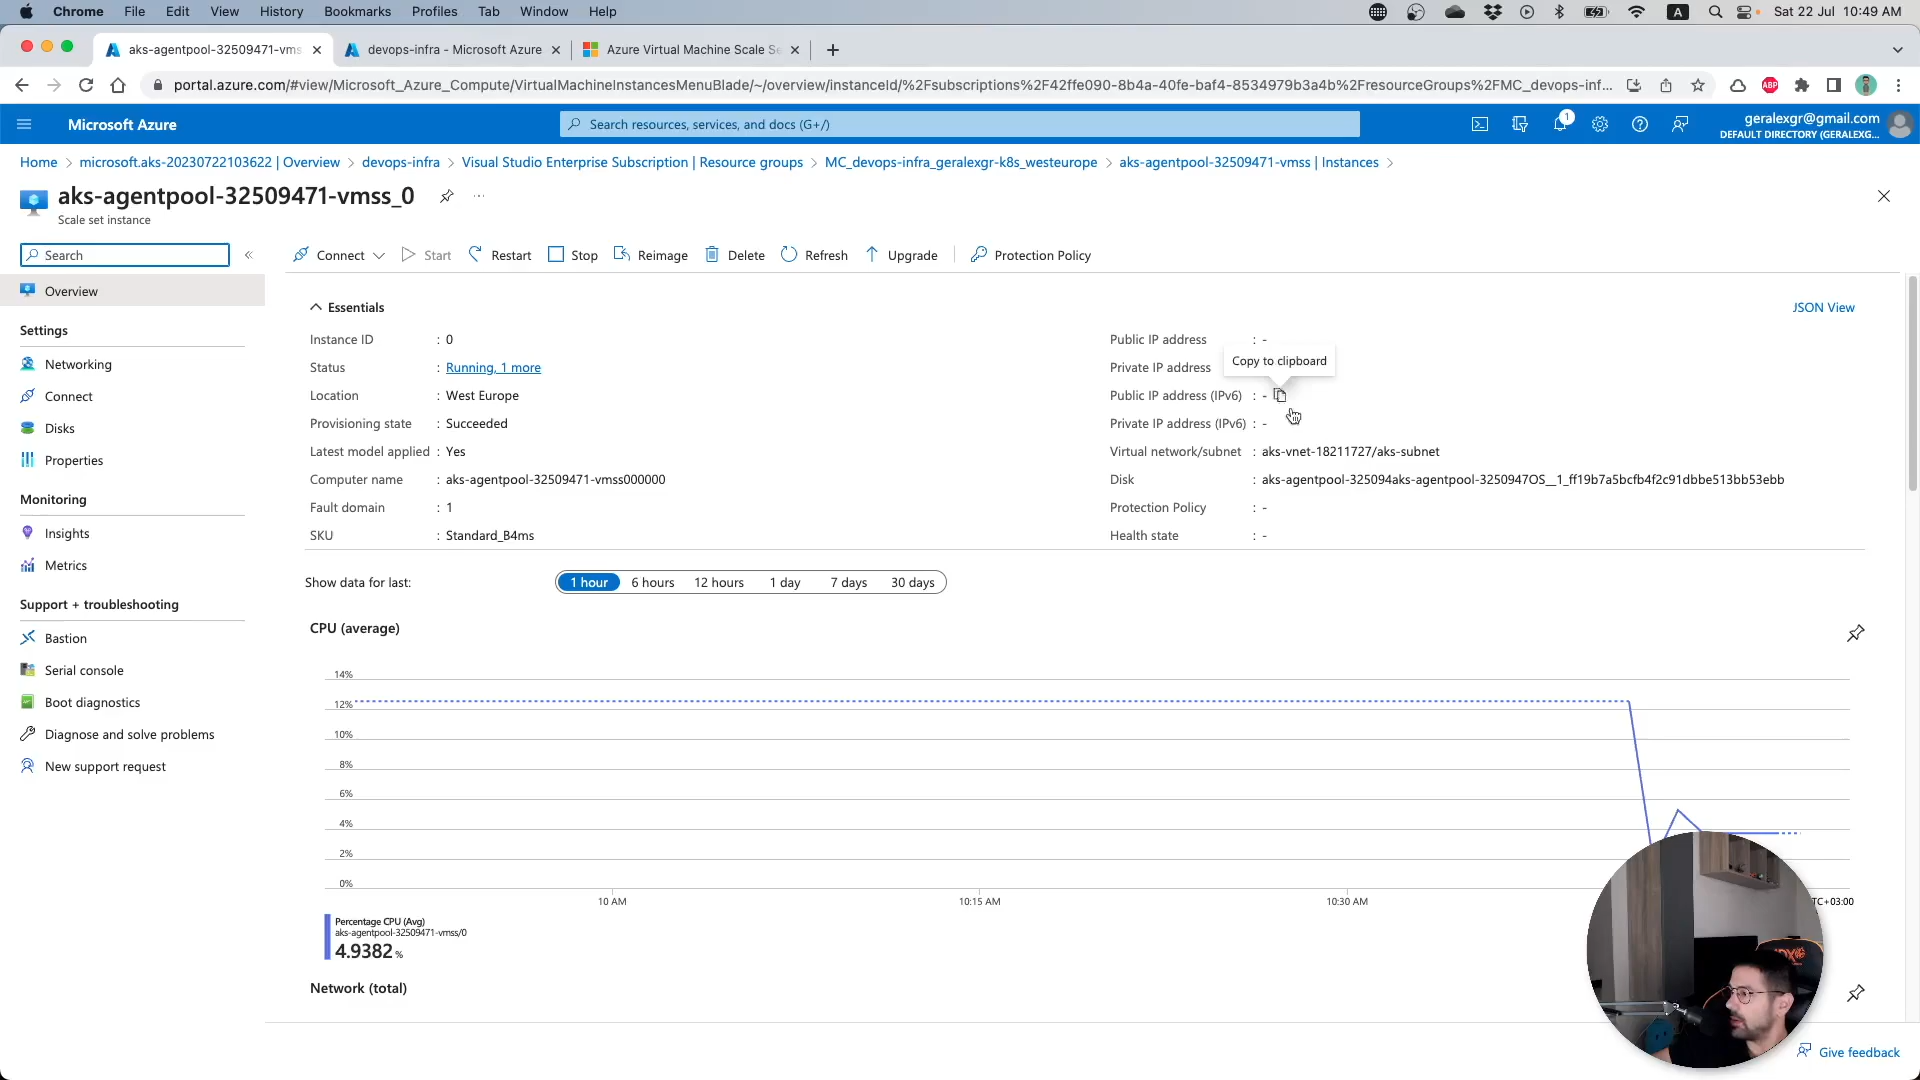 Chrome File Edit View History Bookmarks Profiles Tab Window Help A Sat 22 Jul 10:49 AM
aks-agentpool-32509471-vms devops-infra - Microsoft Azure Azure Virtual Machine Scale Se
portal.azure.com/#view/Microsoft_Azure_Compute/VirtualMachineInstancesMenuBlade/~/overview/instanceId/%2Fsubscriptions%2F42ffe090-8b4a-40fe-baf4-8534979b3a4b%2FresourceGroups%2FMC_devops-inf... ABP
Microsoft Azure Search resources, services, and docs (G+/) 1 geralexgr@gmail.com
DEFAULT DIRECTORY (GERALEXG...
Home > microsoft.aks-20230722103622 | Overview > devops-infra > Visual Studio Enterprise Subscription | Resource groups > MC_devops-infra_geralexgr-k8s_westeurope > aks-agentpool-32509471-vmss | Instances >
aks-agentpool-32509471-vmss_0 ...
Scale set instance
Search «
Connect Start Restart Stop Reimage Delete Refresh Upgrade Protection Policy
Overview
Settings
Networking
Connect
Disks
Properties
Monitoring
Insights
Metrics
Support + troubleshooting
Bastion
Serial console
Boot diagnostics
Diagnose and solve problems
New support request
Essentials JSON View
Instance ID : 0
Status : Running, 1 more
Location : West Europe
Provisioning state : Succeeded
Latest model applied : Yes
Computer name : aks-agentpool-32509471-vmss000000
Fault domain : 1
SKU : Standard_B4ms
Public IP address : -
Private IP address
Copy to clipboard
Public IP address (IPv6) : -
Private IP address (IPv6) : -
Virtual network/subnet : aks-vnet-18211727/aks-subnet
Disk : aks-agentpool-325094aks-agentpool-3250947OS__1_ff19b7a5bcfb4f2c91dbbe513bb53ebb
Protection Policy : -
Health state : -
Show data for last: 1 hour 6 hours 12 hours 1 day 7 days 30 days
CPU (average)
14%
12%
10%
8%
6%
4%
2%
0%
10 AM 10:15 AM 10:30 AM TC+03:00
Percentage CPU (Avg)
aks-agentpool-32509471-vmss/0
4.9382 %
Network (total)
Give feedback